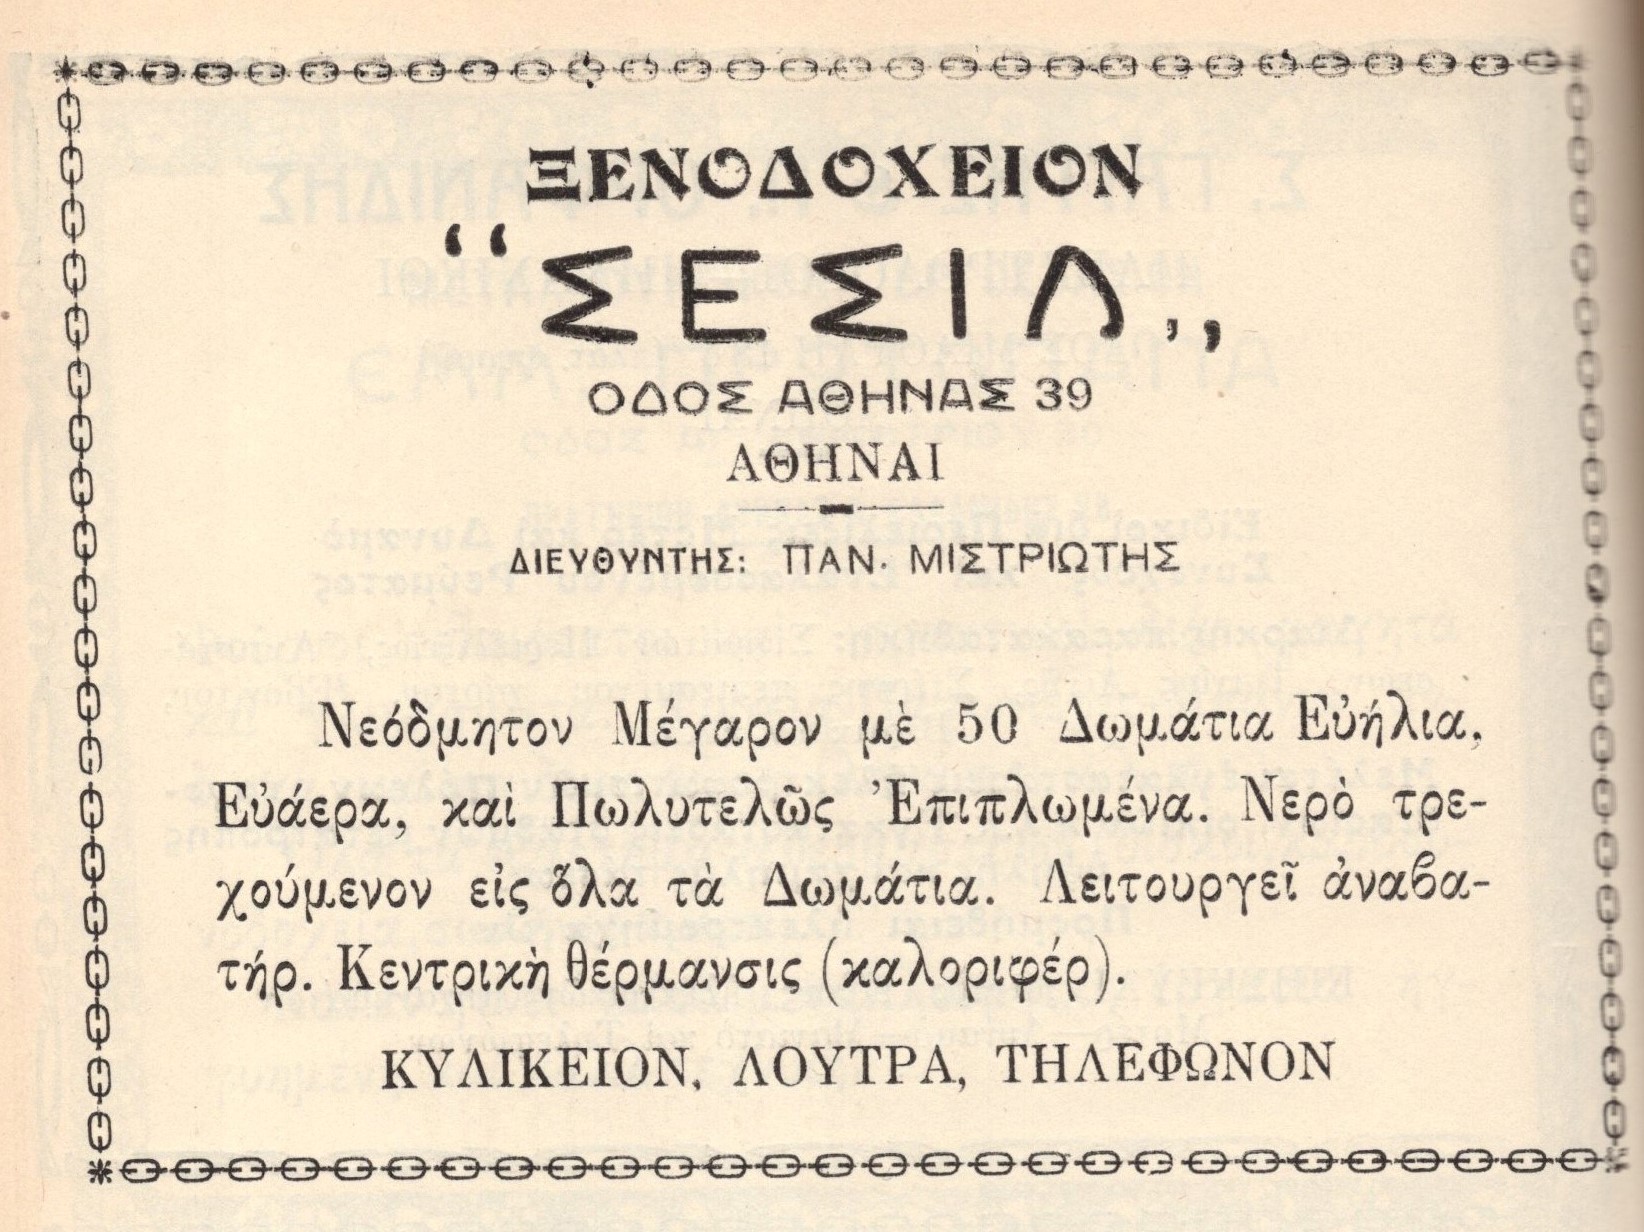 ΞΕΝΟΔΟΧΕΙΟΝ
“ΣΕΣΙΛ,,
ΟΔΟΣ ΑΘΗΝΑΣ 39
ΑΘΗΝΑΙ
ΔΙΕΥΘΥΝΤΗΣ: ΠΑΝ. ΜΙΣΤΡΙΩΤΗΣ
Νεόδμητον Μέγαρον μὲ 50 Δωμάτια Εὐήλια,
Εὐάερα, καὶ Πωλυτελῶς Ἐπιπλωμένα. Νερὸ τρε-
χούμενον εἰς ὅλα τὰ Δωμάτια. Λειτουργεῖ ἀναβα-
τήρ. Κεντρικὴ θέρμανσις (καλοριφέρ).
ΚΥΛΙΚΕΙΟΝ, ΛΟΥΤΡΑ, ΤΗΛΕΦΩΝΟΝ